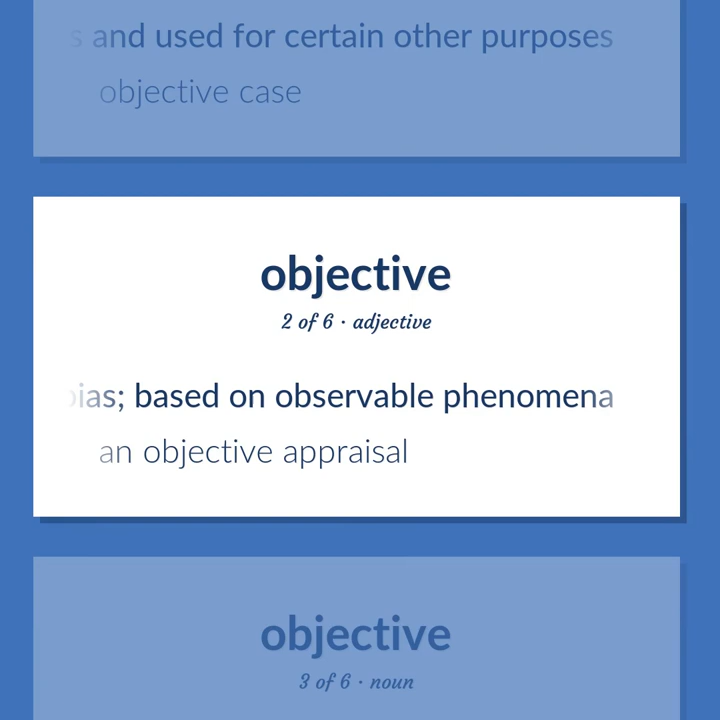 and used for certain other purposes
objective case
objective
2 of 6 · adjective
based on observable phenomena
an objective appraisal
objective
3 of 6 · noun